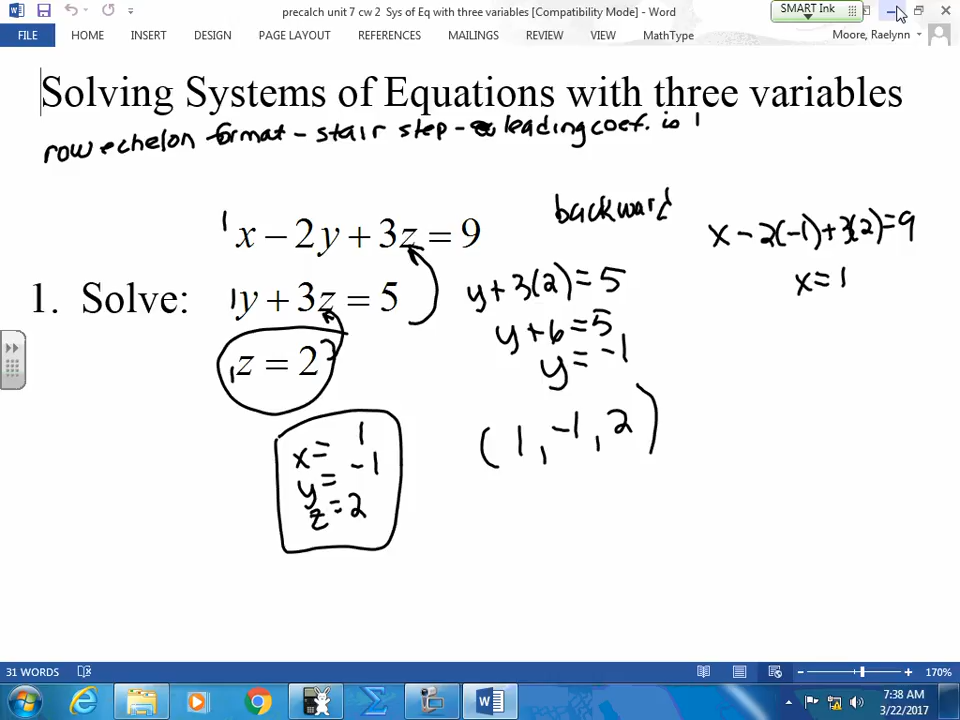 precalch unit 7 cw 2 Sys of Eq with three variables [Compatibility Mode] - Word
SMART Ink
FILE HOME INSERT DESIGN PAGE LAYOUT REFERENCES MAILINGS REVIEW VIEW MathType Moore, Raelynn
Solving Systems of Equations with three variables
row echelon format - stair step - leading coef. is 1
backward
1x − 2y + 3z = 9
x - 2(-1) + 3(2) = 9
x = 1
1. Solve: 1y + 3z = 5
y + 3(2) = 5
y + 6 = 5
y = -1
1z = 2
(1, -1, 2)
x = 1
y = -1
z = 2
31 WORDS
170%
7:38 AM
3/22/2017